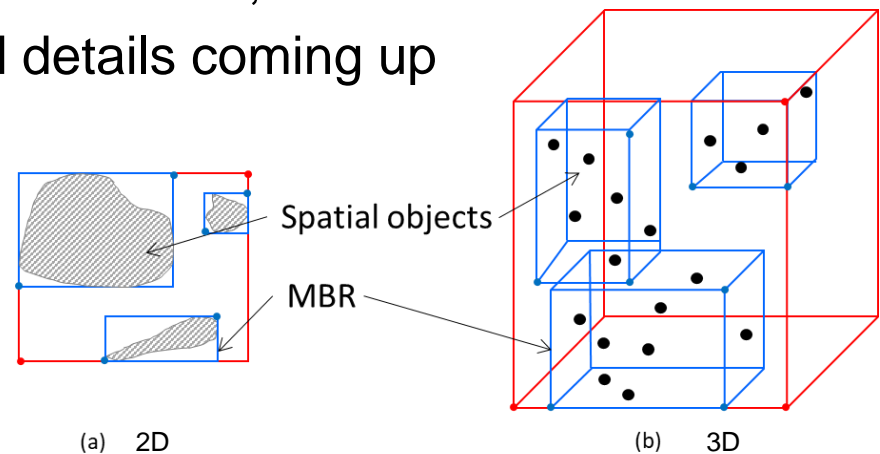 l details coming up
Spatial objects
MBR
(a) 2D
(b) 3D